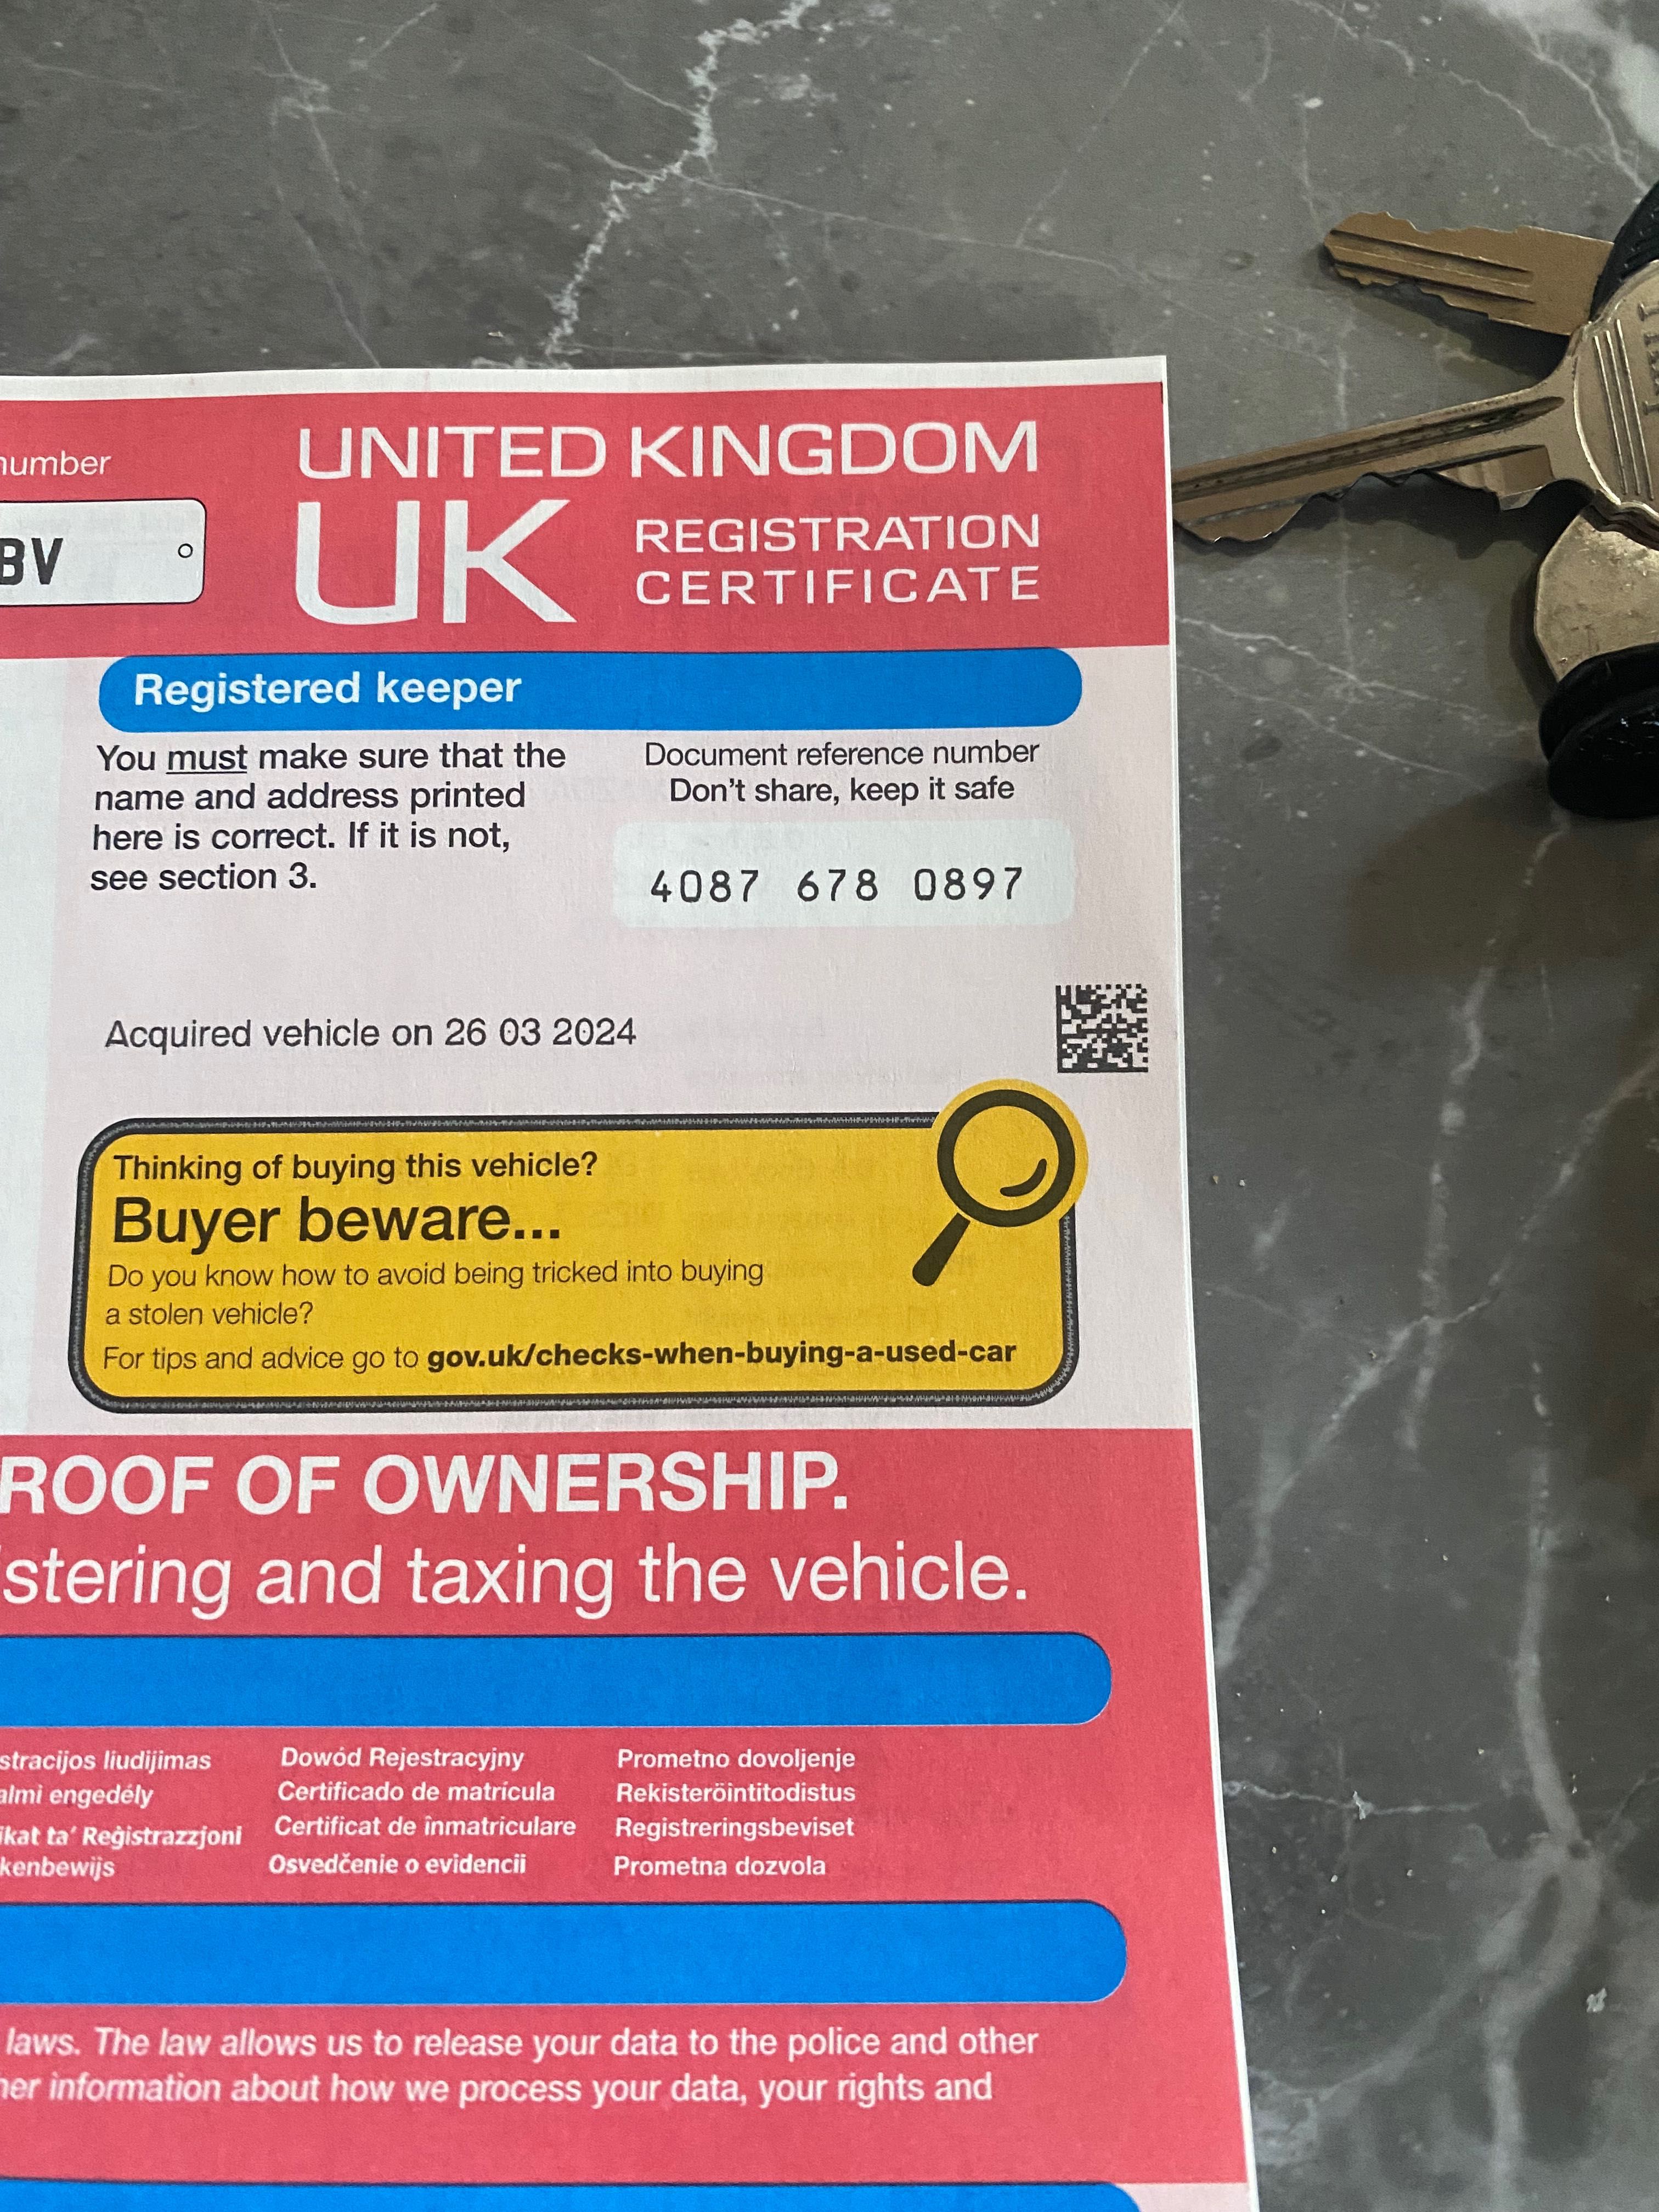 number
BV
UNITED KINGDOM
UK REGISTRATION
CERTIFICATE
Registered keeper
You must make sure that the
name and address printed
here is correct. If it is not,
see section 3.
Document reference number
Don't share, keep it safe
4087 678 0897
Acquired vehicle on 26 03 2024
Thinking of buying this vehicle?
Buyer beware...
Do you know how to avoid being tricked into buying
a stolen vehicle?
For tips and advice go to gov.uk/checks-when-buying-a-used-car
ROOF OF OWNERSHIP.
stering and taxing the vehicle.
stracijos liudijimas
almi engedély
ikat ta' Reġistrazzjoni
kenbewijs
Dowód Rejestracyjny
Certificado de matrícula
Certificat de înmatriculare
Osvedčenie o evidencii
Prometno dovoljenje
Rekisteröintitodistus
Registreringsbeviset
Prometna dozvola
laws. The law allows us to release your data to the police and other
her information about how we process your data, your rights and